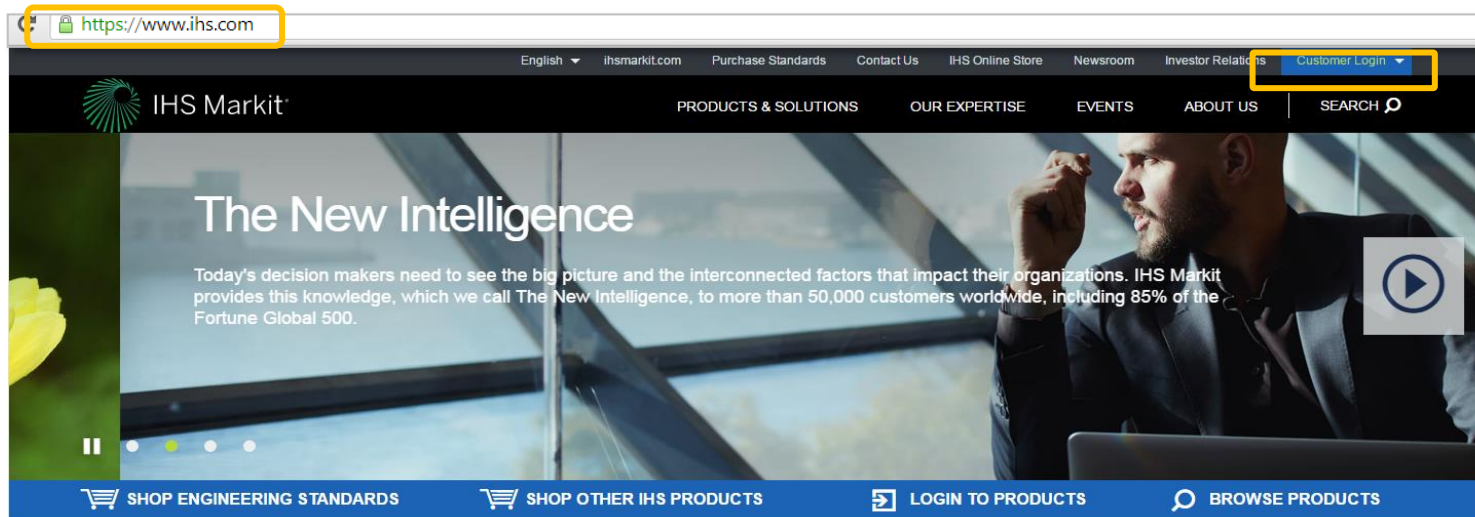 https://www.ihs.com
English ihsmarkit.com Purchase Standards Contact Us IHS Online Store Newsroom Investor Relations Customer Login
IHS Markit
PRODUCTS & SOLUTIONS OUR EXPERTISE EVENTS ABOUT US SEARCH
The New Intelligence
Today's decision makers need to see the big picture and the interconnected factors that impact their organizations. IHS Markit
provides this knowledge, which we call The New Intelligence, to more than 50,000 customers worldwide, including 85% of the
Fortune Global 500.
SHOP ENGINEERING STANDARDS SHOP OTHER IHS PRODUCTS LOGIN TO PRODUCTS BROWSE PRODUCTS